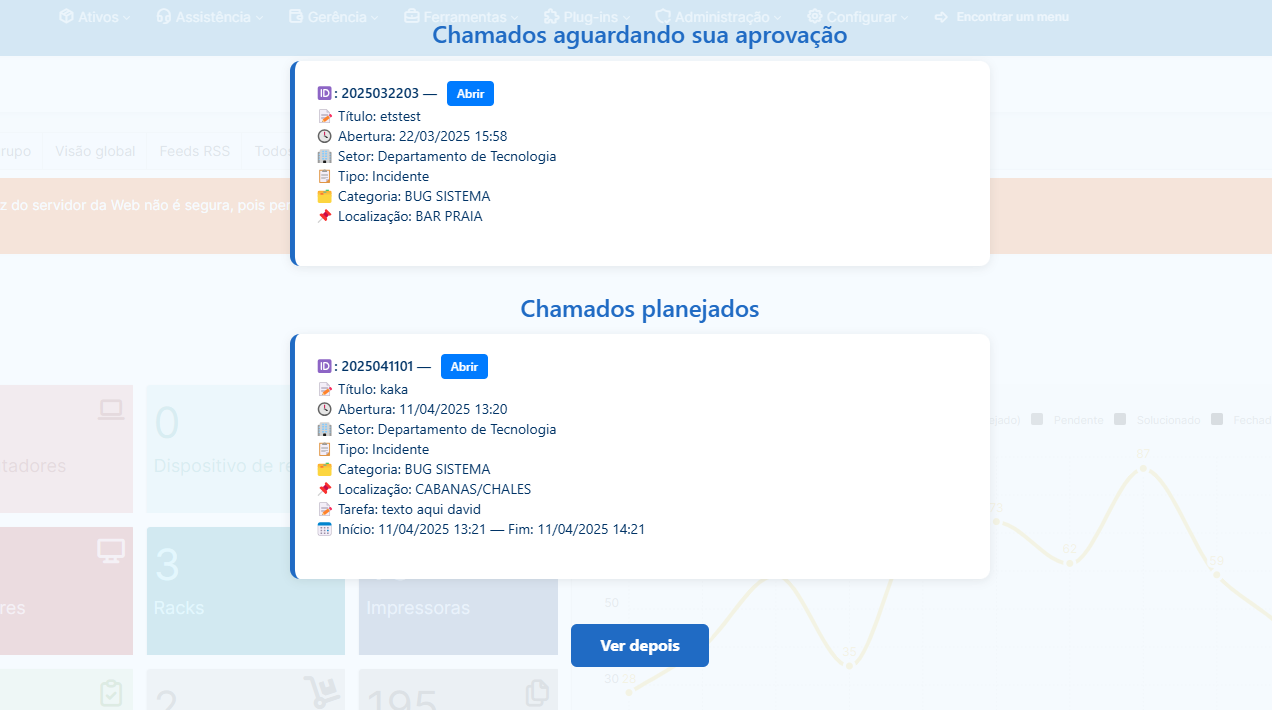 Ativos
Assistência
Gerência
Ferramentas
Plug-ins
Administração
Configurar
Encontrar um menu
Chamados aguardando sua aprovação
ID: 2025032203 — Abrir
Título: etstest
Abertura: 22/03/2025 15:58
Setor: Departamento de Tecnologia
Tipo: Incidente
Categoria: BUG SISTEMA
Localização: BAR PRAIA
rupo
Visão global
Feeds RSS
Todos
z do servidor da Web não é segura, pois per
Chamados planejados
ID: 2025041101 — Abrir
Título: kaka
Abertura: 11/04/2025 13:20
Setor: Departamento de Tecnologia
Tipo: Incidente
Categoria: BUG SISTEMA
Localização: CABANAS/CHALES
Tarefa: texto aqui david
Início: 11/04/2025 13:21 — Fim: 11/04/2025 14:21
tadores
0
Dispositivo de re
res
3
Racks
Impressoras
2
195
ejado)
Pendente
Solucionado
Fechad
87
62
59
50
35
30
28
Ver depois